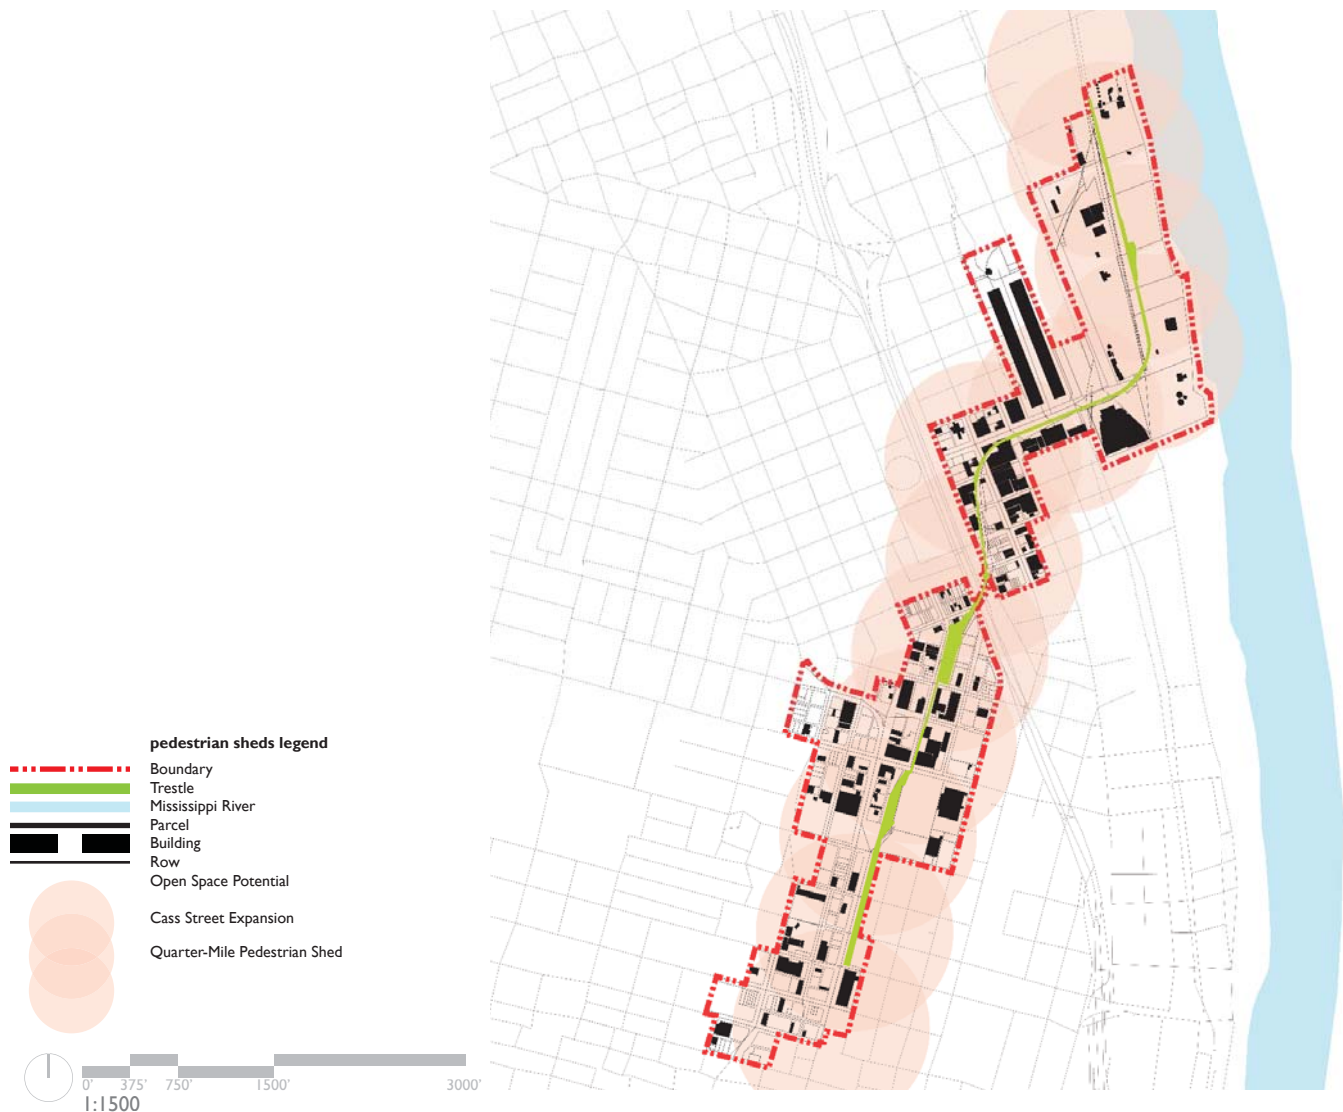 pedestrian sheds legend
Boundary
Trestle
Mississippi River
Parcel
Building
Row
Open Space Potential
Cass Street Expansion
Quarter-Mile Pedestrian Shed
0' 375' 750' 1500' 3000'
1:1500